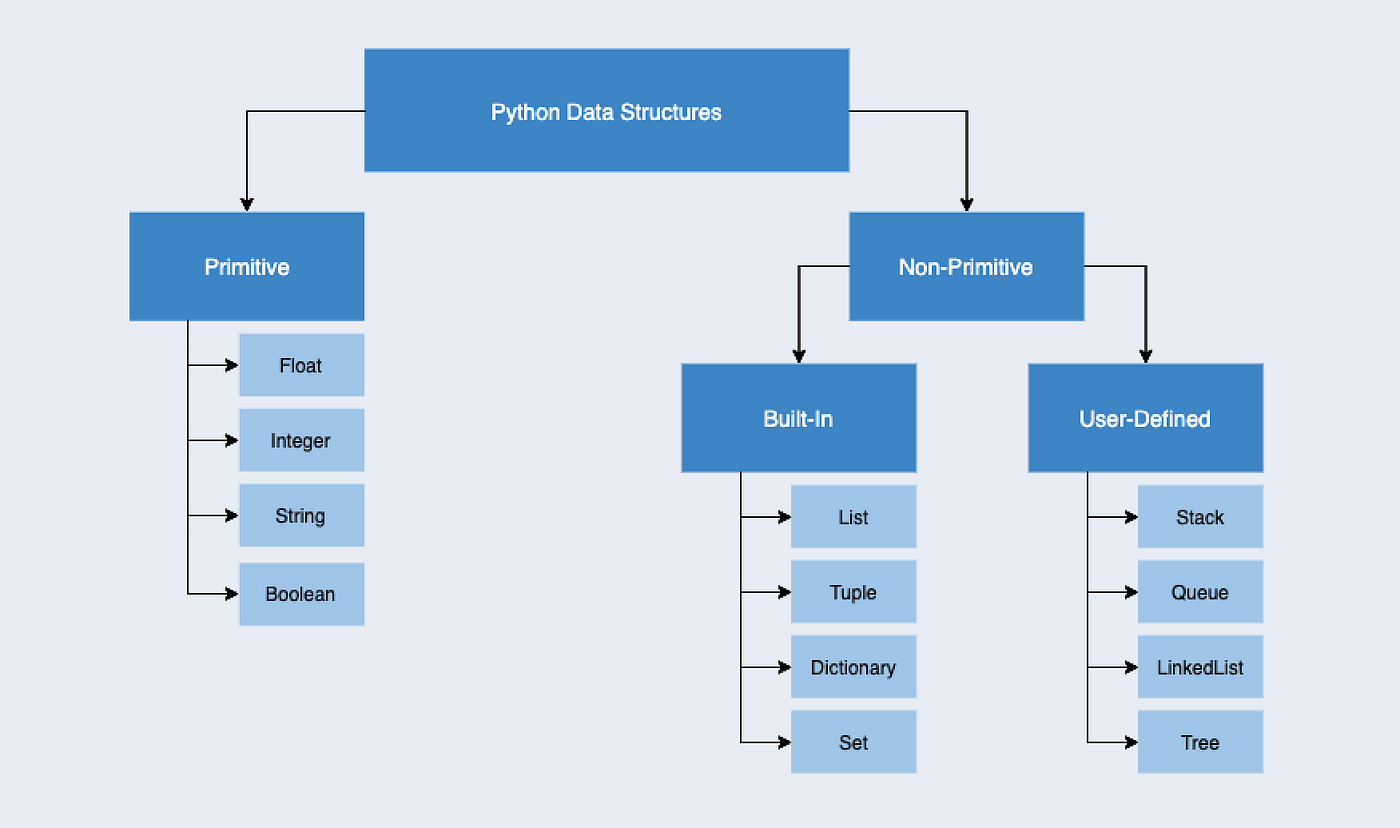 Python Data Structures
Primitive
Non-Primitive
Float
Integer
String
Boolean
Built-In
User-Defined
List
Tuple
Dictionary
Set
Stack
Queue
LinkedList
Tree